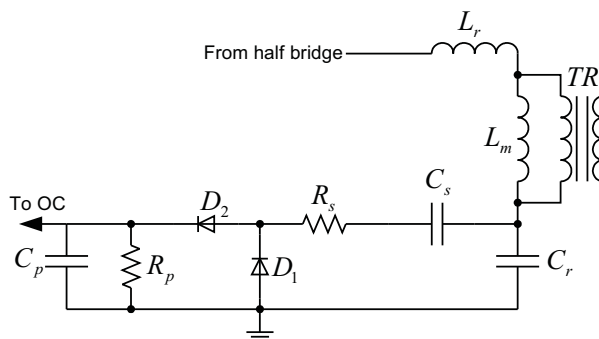 L_r
From half bridge
TR
L_m
C_s
R_s
To OC
D_2
C_p
R_p
D_1
C_r